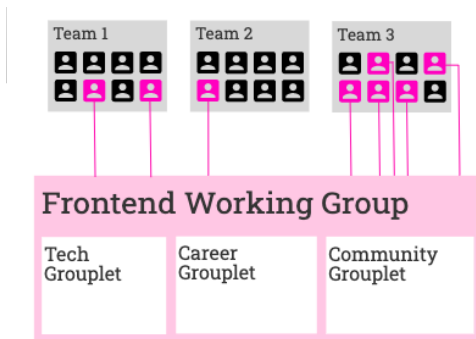 Team 1
Team 2
Team 3
Frontend Working Group
Tech
Grouplet
Career
Grouplet
Community
Grouplet